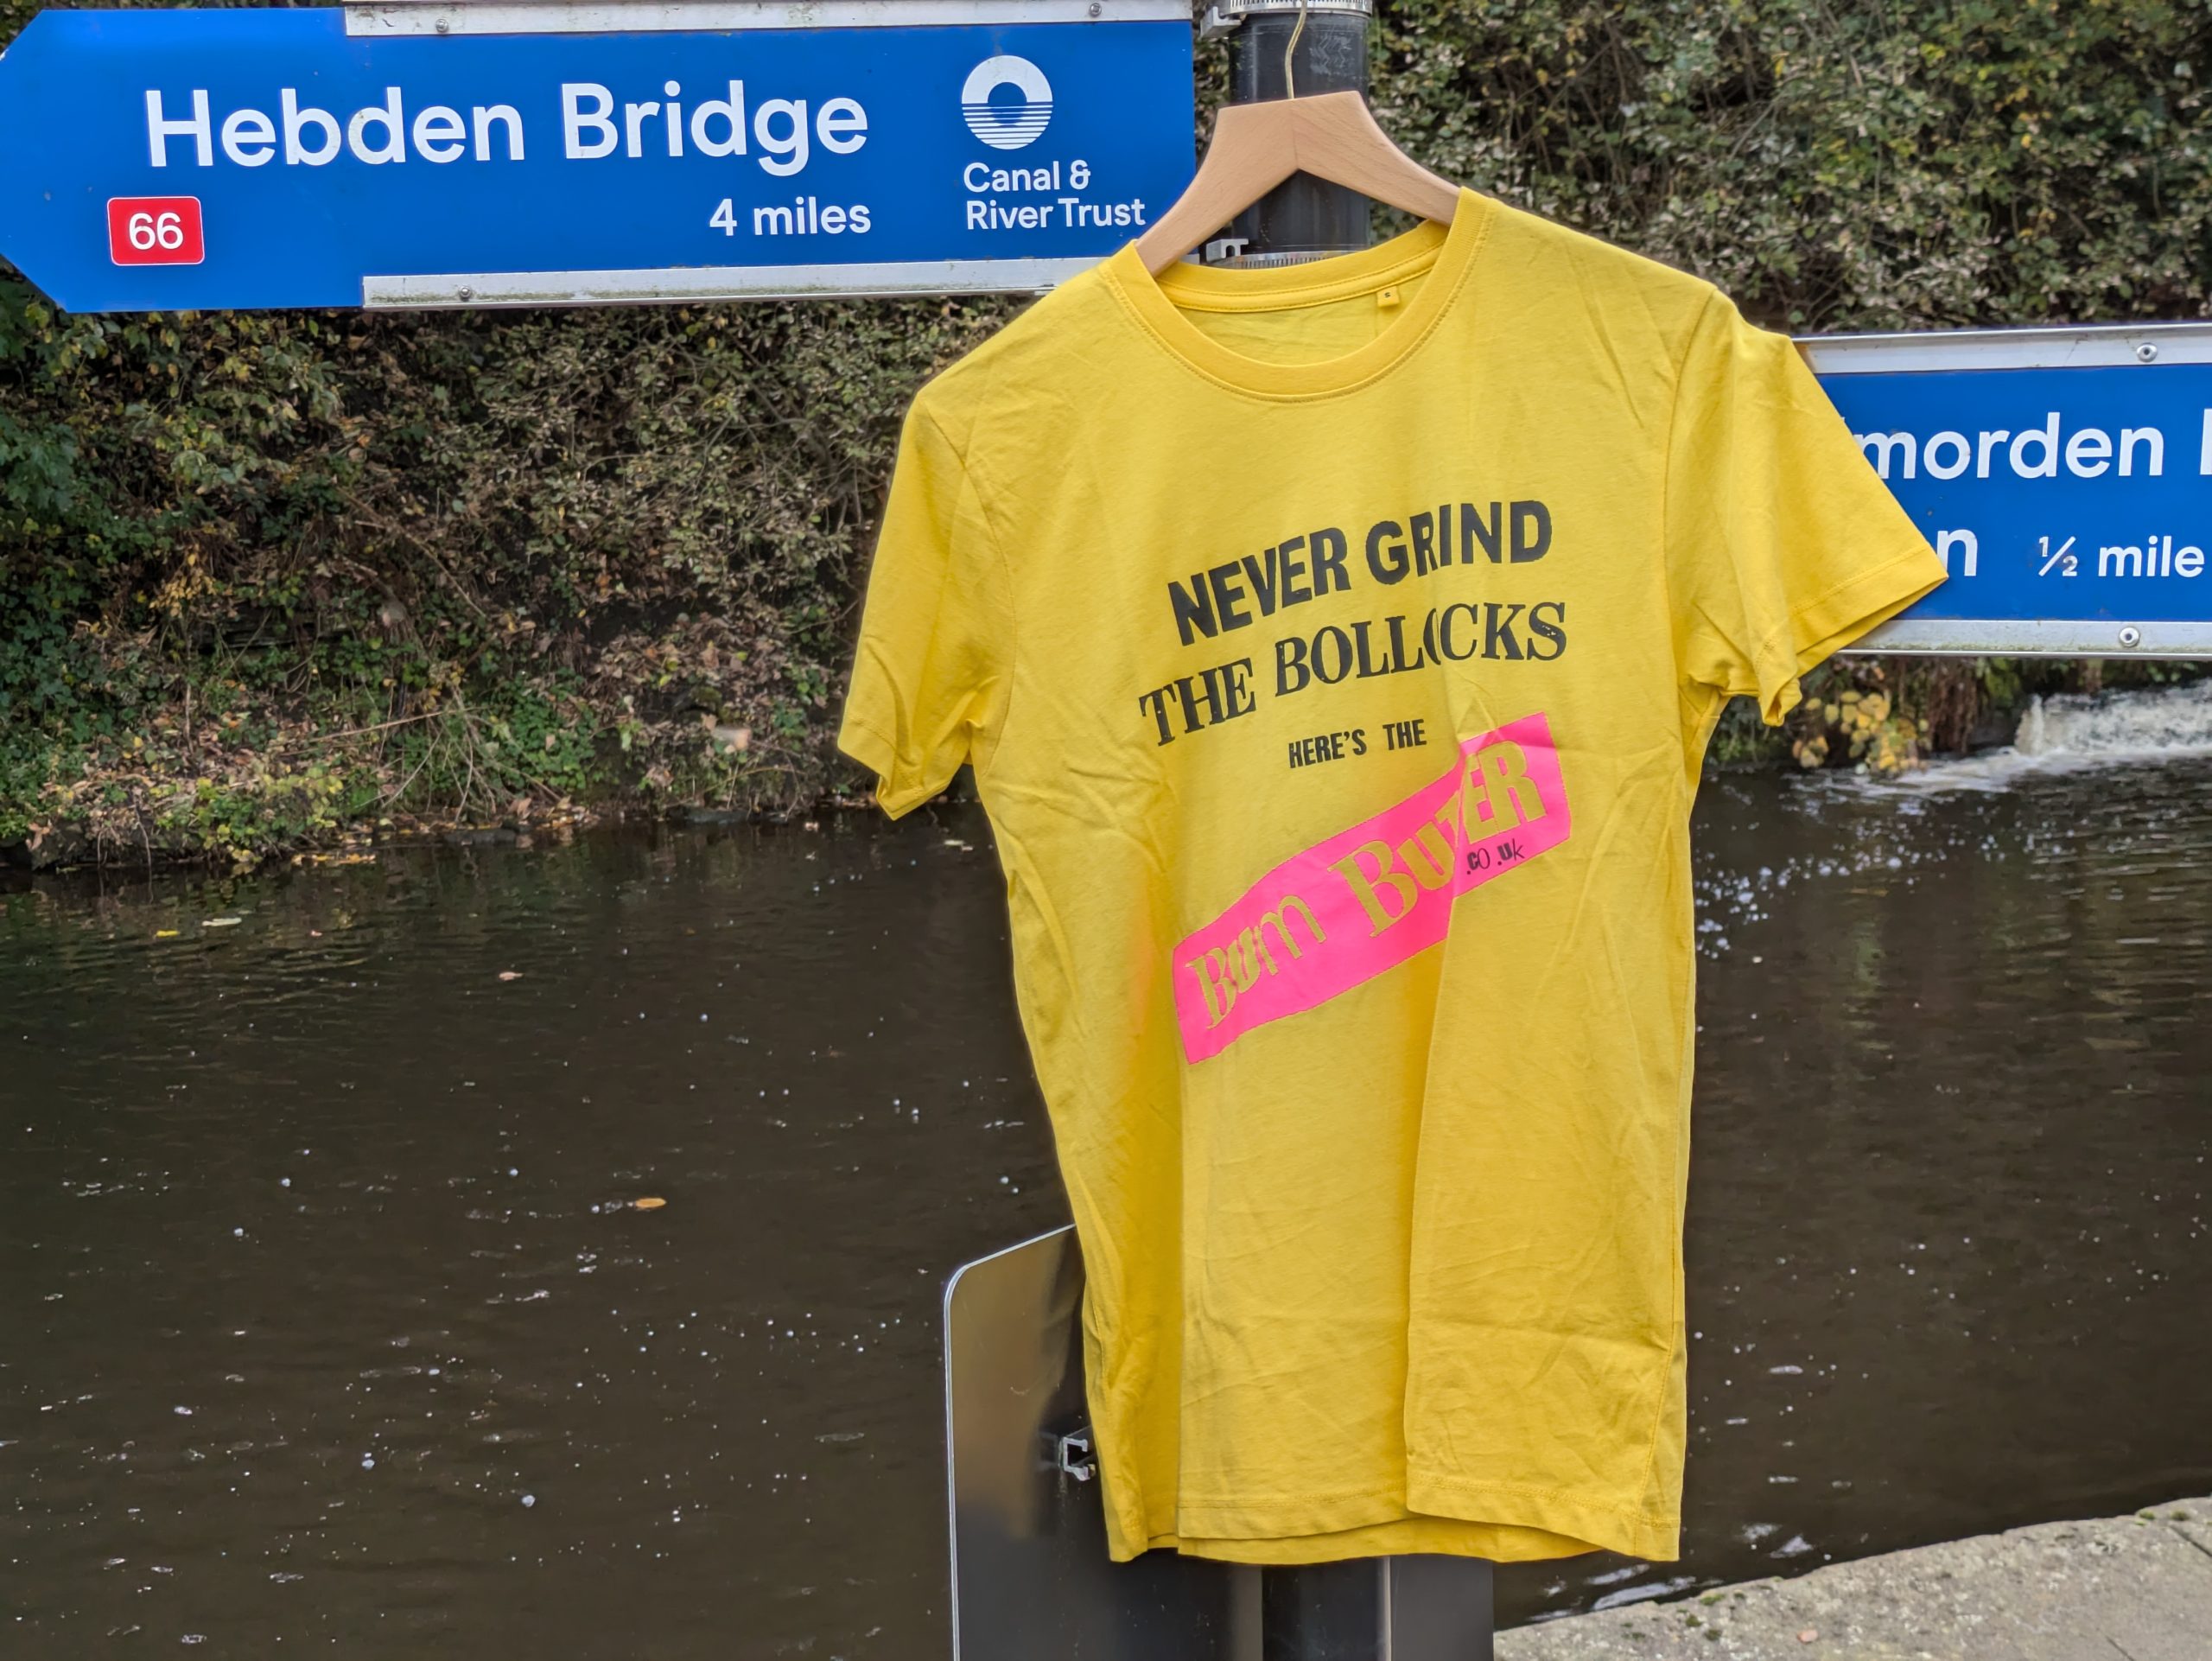 Hebden Bridge
4 miles
66
Canal &
River Trust
morden
n ½ mile
S
NEVER GRIND
THE BOLLOCKS
HERE'S THE
Bum BuZZER
.co.uk